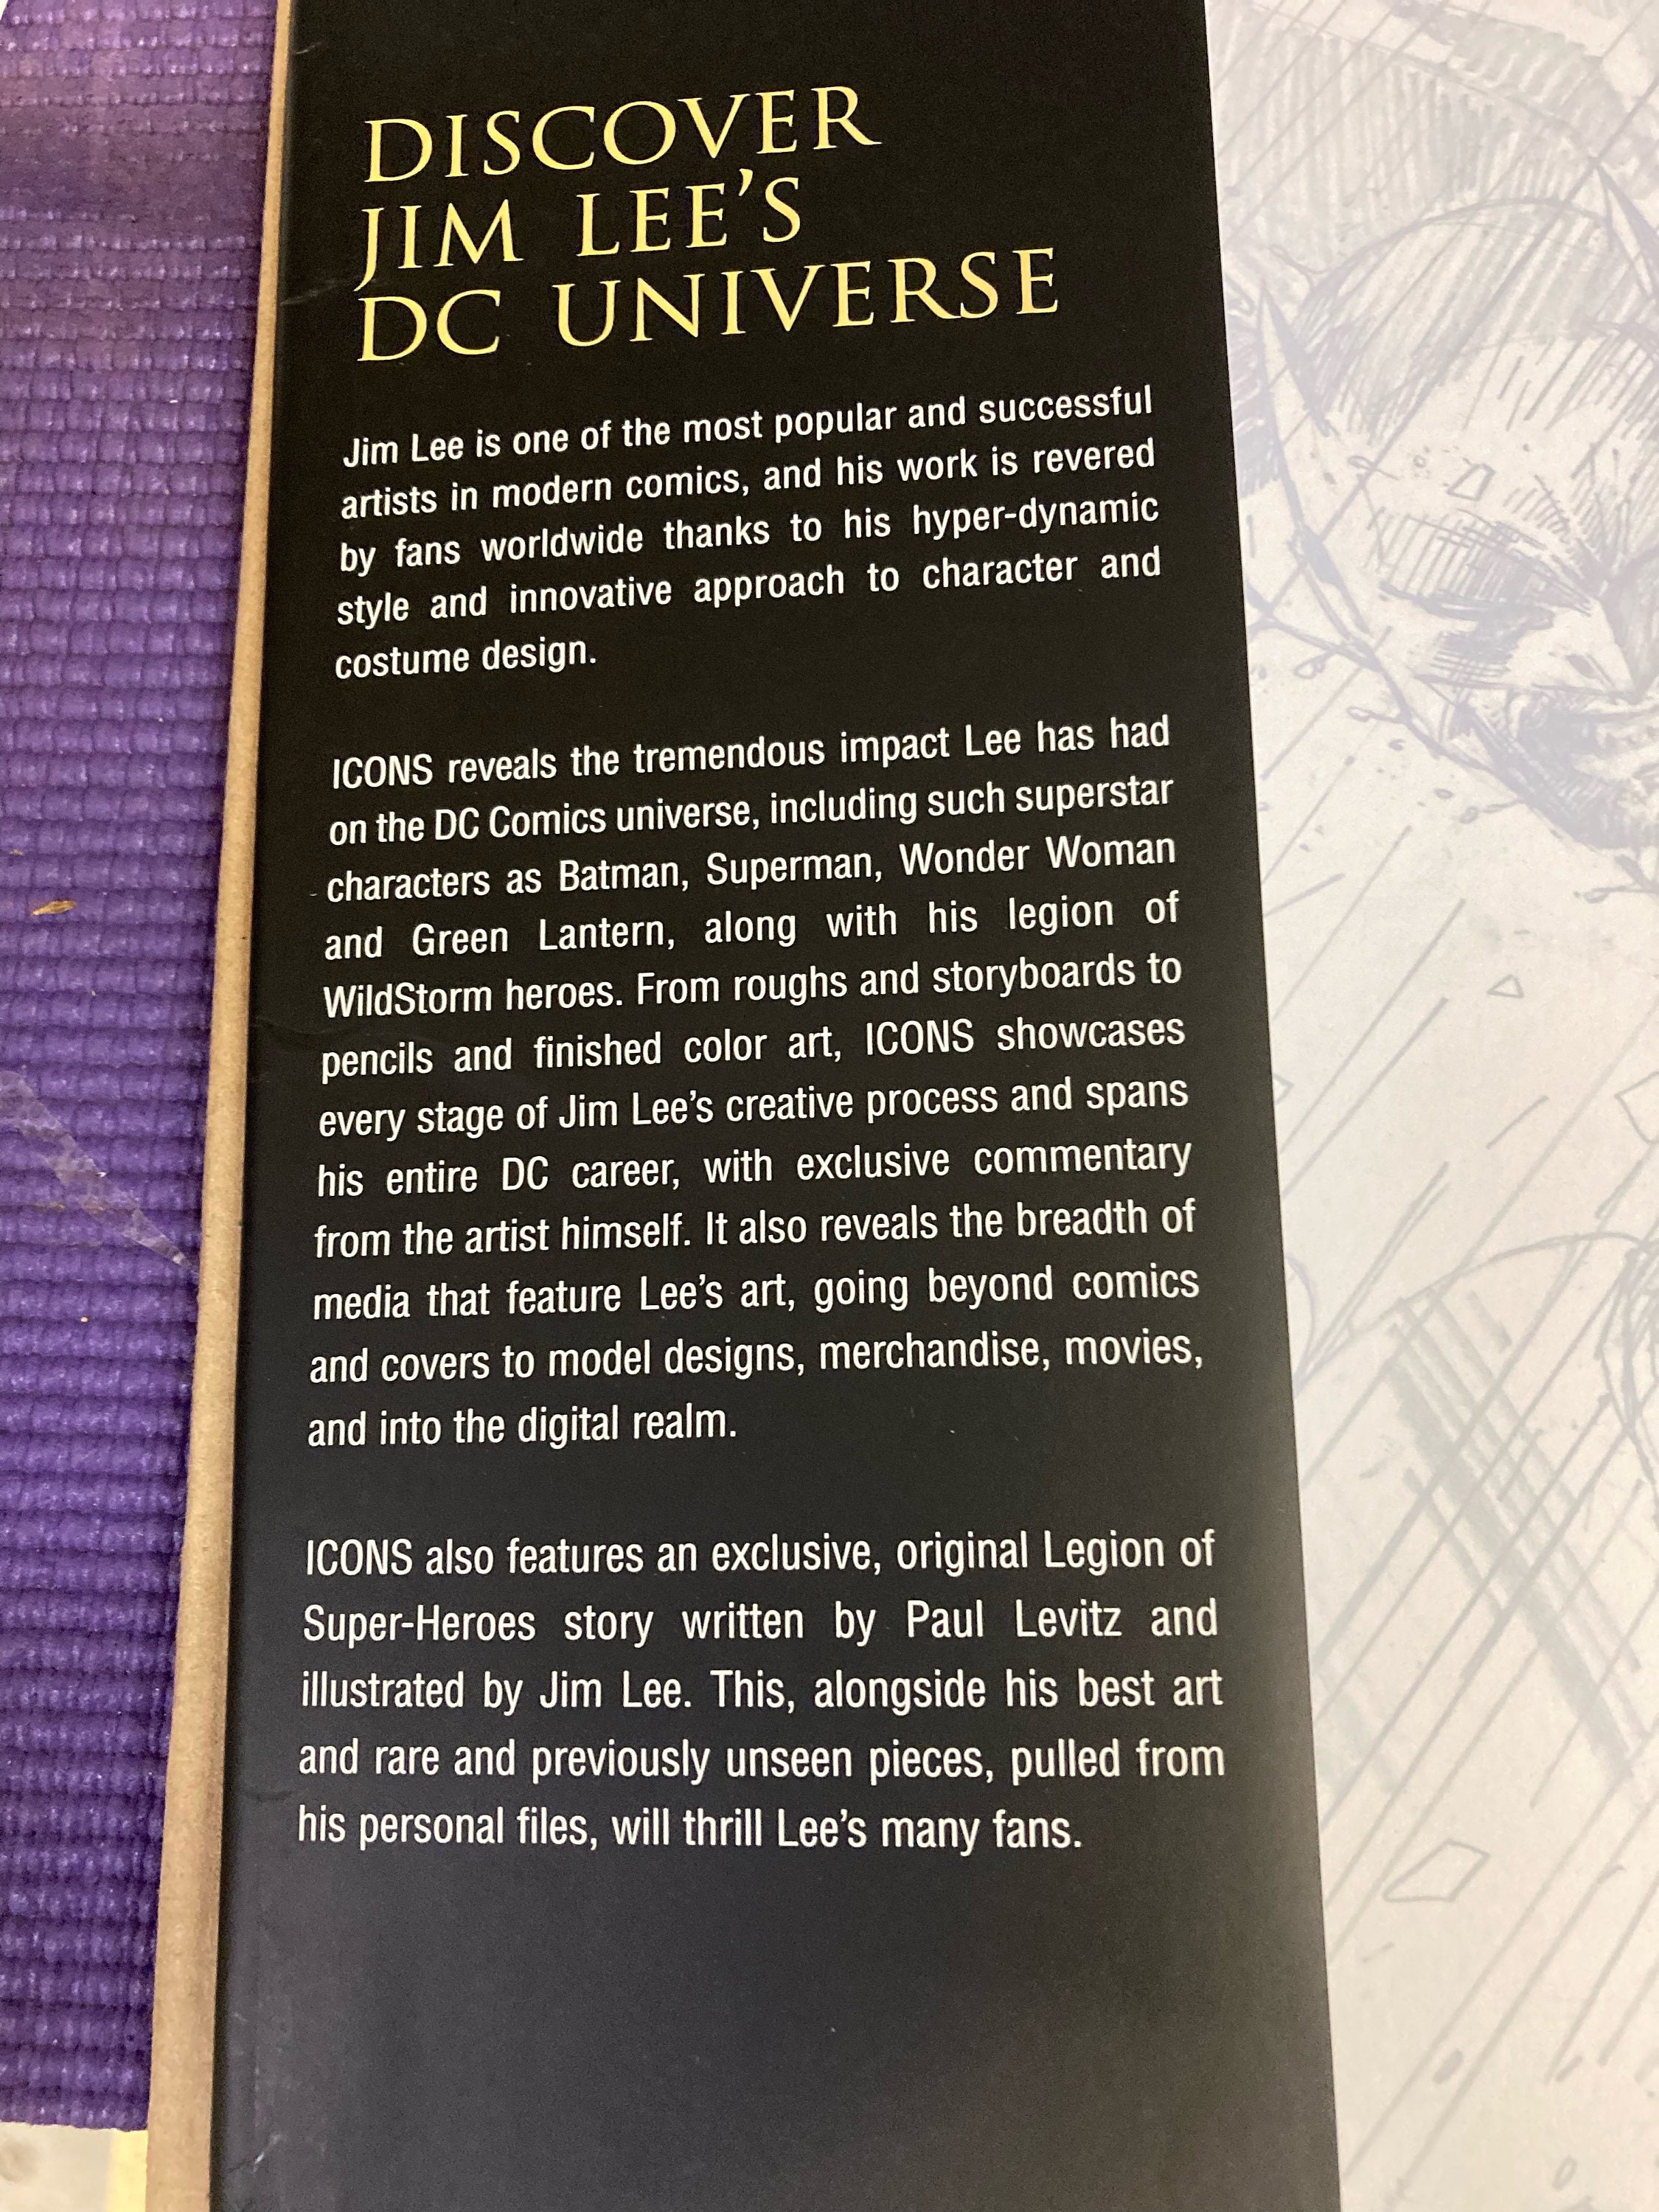 DISCOVER
JIM LEE'S
DC UNIVERSE
Jim Lee is one of the most popular and successful
artists in modern comics, and his work is revered
by fans worldwide thanks to his hyper-dynamic
style and innovative approach to character and
costume design.
ICONS reveals the tremendous impact Lee has had
on the DC Comics universe, including such superstar
characters as Batman, Superman, Wonder Woman
and Green Lantern, along with his legion of
WildStorm heroes. From roughs and storyboards to
pencils and finished color art, ICONS showcases
every stage of Jim Lee's creative process and spans
his entire DC career, with exclusive commentary
from the artist himself. It also reveals the breadth of
media that feature Lee's art, going beyond comics
and covers to model designs, merchandise, movies,
and into the digital realm.
ICONS also features an exclusive, original Legion of
Super-Heroes story written by Paul Levitz and
illustrated by Jim Lee. This, alongside his best art
and rare and previously unseen pieces, pulled from
his personal files, will thrill Lee's many fans.